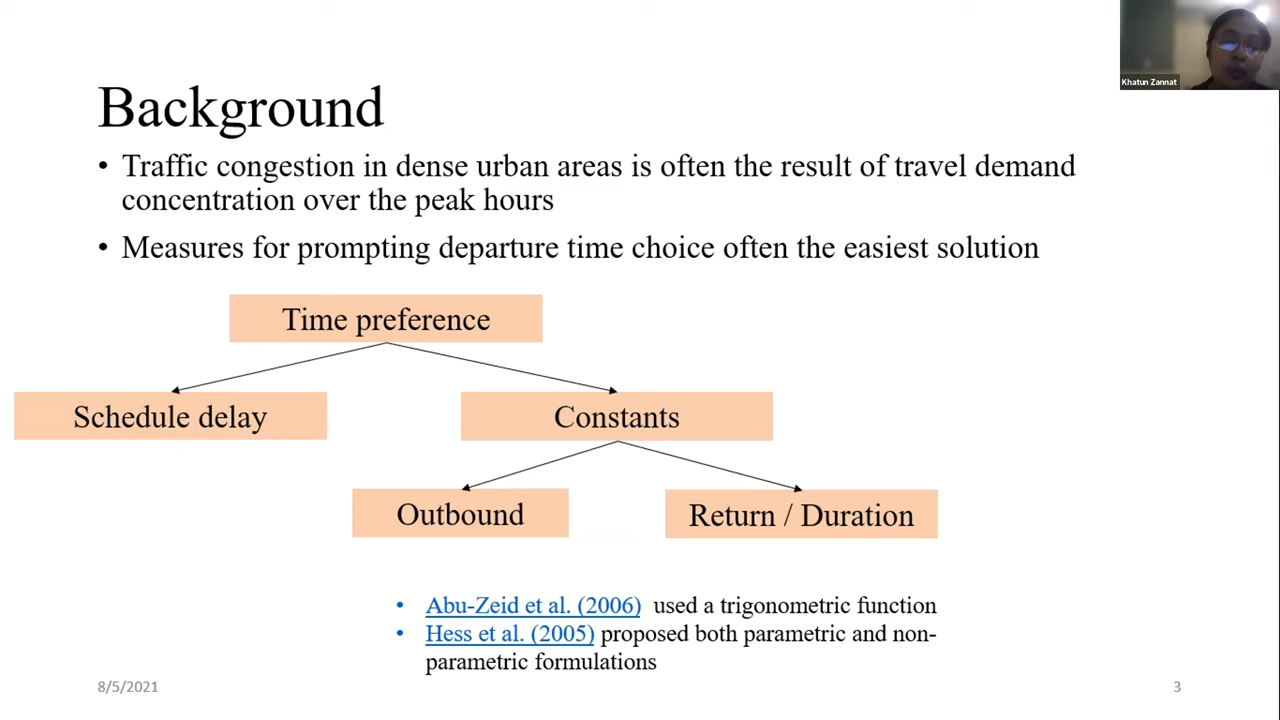 Khatun Zannat
Background
• Traffic congestion in dense urban areas is often the result of travel demand
concentration over the peak hours
• Measures for prompting departure time choice often the easiest solution
Time preference
Schedule delay
Constants
Outbound
Return / Duration
• Abu-Zeid et al. (2006) used a trigonometric function
• Hess et al. (2005) proposed both parametric and non-
parametric formulations
8/5/2021
3